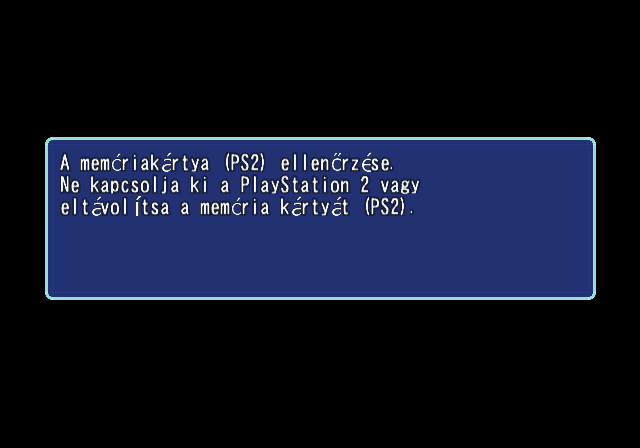 A memóriakártya (PS2) ellenőrzése.
Ne kapcsolja ki a PlayStation 2 vagy
eltávolítsa a memória kártyát (PS2).